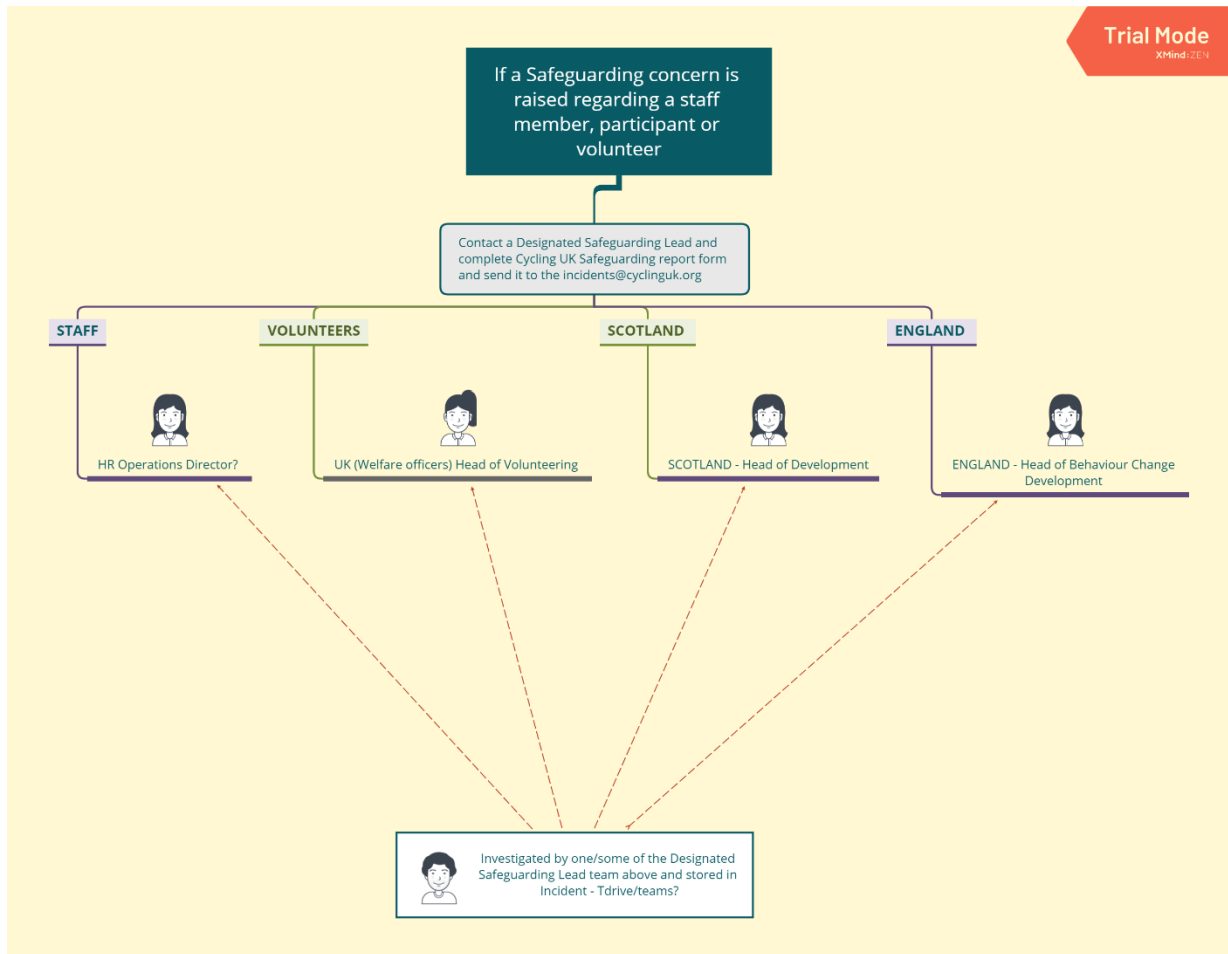 Trial Mode
XMind:ZEN
If a Safeguarding concern is
raised regarding a staff
member, participant or
volunteer
Contact a Designated Safeguarding Lead and
complete Cycling UK Safeguarding report form
and send it to the incidents@cyclinguk.org
STAFF
VOLUNTEERS
SCOTLAND
ENGLAND
HR Operations Director?
UK (Welfare officers) Head of Volunteering
SCOTLAND - Head of Development
ENGLAND - Head of Behaviour Change
Development
Investigated by one/some of the Designated
Safeguarding Lead team above and stored in
Incident - Tdrive/teams?